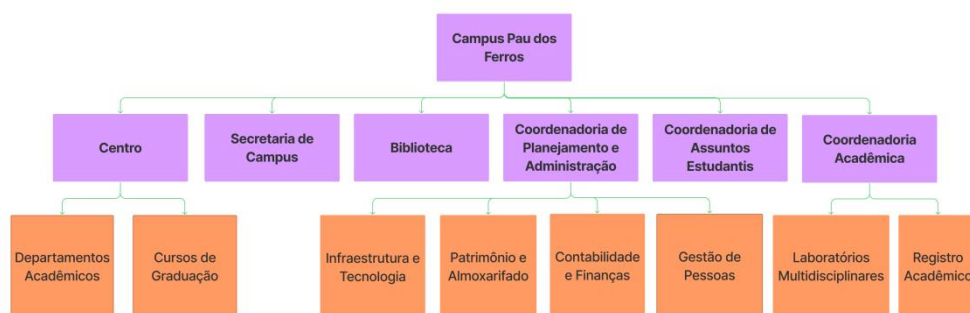 Campus Pau dos
Ferros
Centro
Secretaria de
Campus
Biblioteca
Coordenadoria de
Planejamento e
Administração
Coordenadoria de
Assuntos
Estudantis
Coordenadoria
Acadêmica
Departamentos
Acadêmicos
Cursos de
Graduação
Infraestrutura e
Tecnologia
Patrimônio e
Almoxarifado
Contabilidade
e Finanças
Gestão de
Pessoas
Laboratórios
Multidisciplinares
Registro
Acadêmico